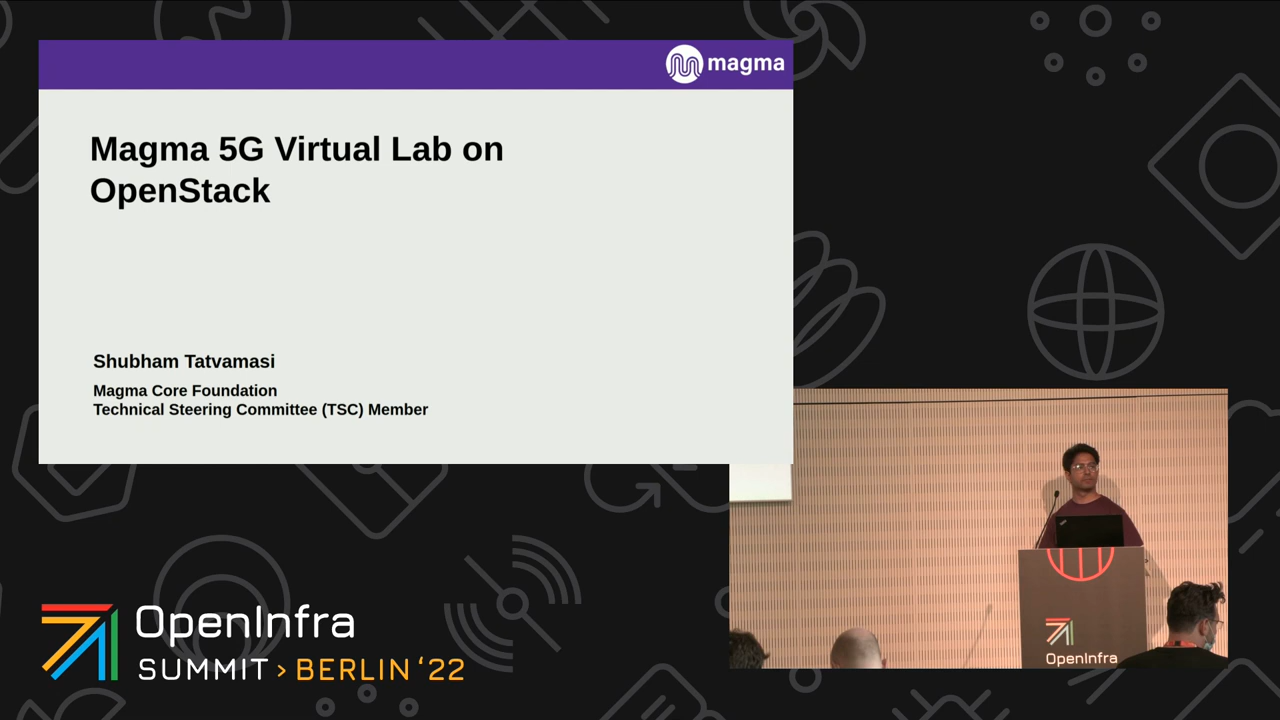 magma
Magma 5G Virtual Lab on
OpenStack
Shubham Tatvamasi
Magma Core Foundation
Technical Steering Committee (TSC) Member
OpenInfra
SUMMIT > BERLIN ‘22
OpenInfra